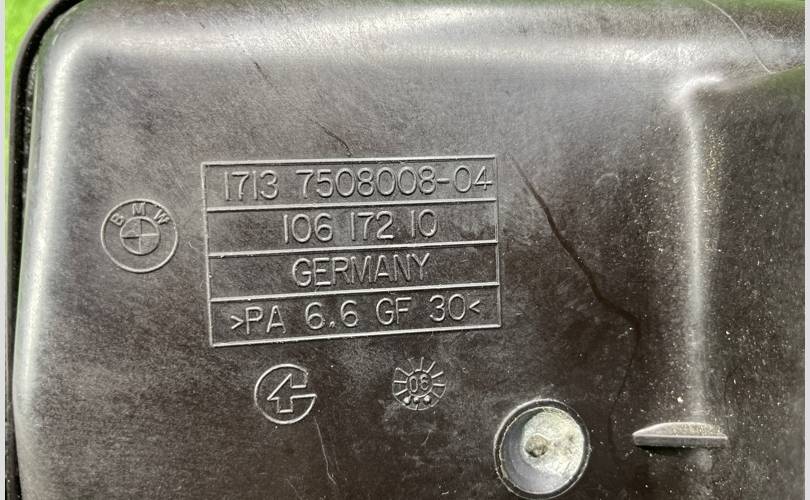 1713 7508008-04
BMW
106 172 10
GERMANY
>PA 6.6 GF 30<
06